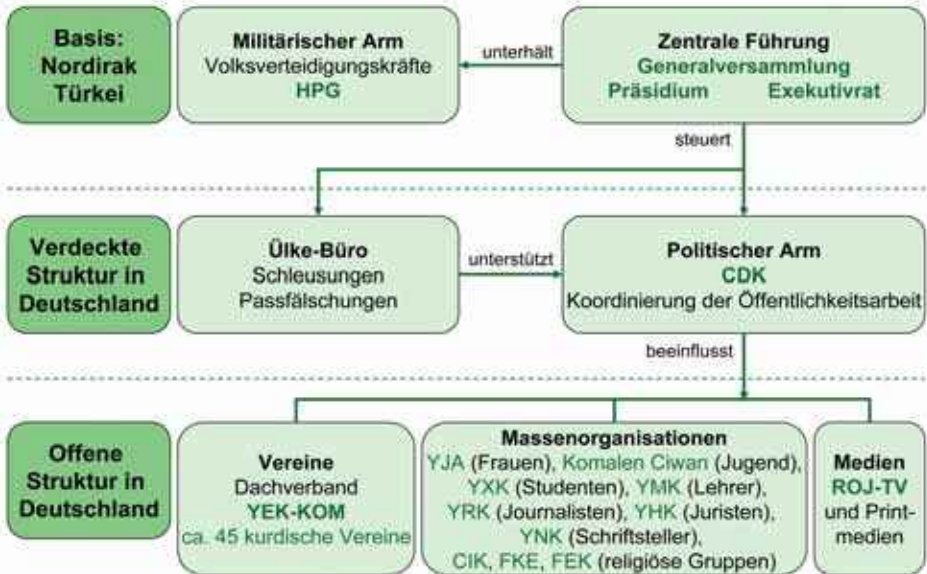 Basis:
Nordirak
Türkei
Militärischer Arm
Volksverteidigungskräfte
HPG
unterhält
Zentrale Führung
Generalversammlung
Präsidium Exekutivrat
steuert
Verdeckte
Struktur in
Deutschland
Ülke-Büro
Schleusungen
Passfälschungen
unterstützt
Politischer Arm
CDK
Koordinierung der Öffentlichkeitsarbeit
beeinflusst
Offene
Struktur in
Deutschland
Vereine
Dachverband
YEK-KOM
ca. 45 kurdische Vereine
Massenorganisationen
YJA (Frauen), Komalen Ciwan (Jugend),
YXK (Studenten), YMK (Lehrer),
YRK (Journalisten), YHK (Juristen),
YNK (Schriftsteller),
CIK, FKE, FEK (religiöse Gruppen)
Medien
ROJ-TV
und Print-
medien